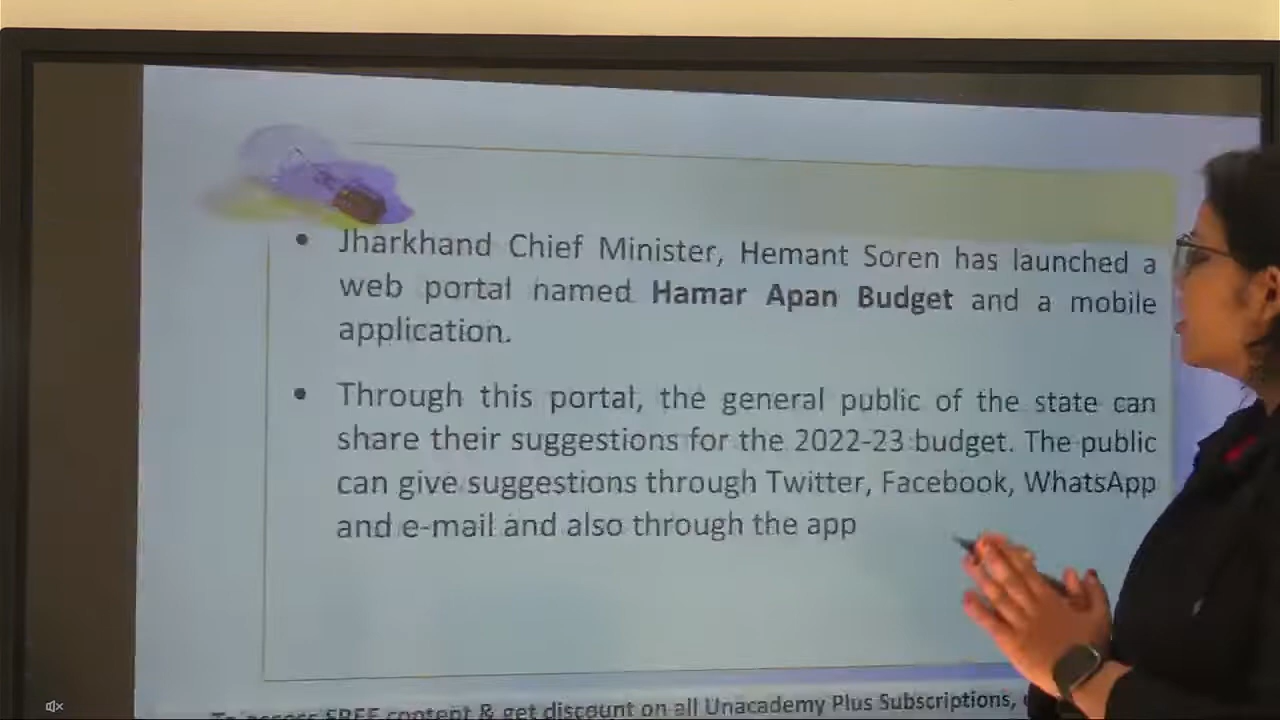 • Jharkhand Chief Minister, Hemant Soren has launched a
web portal named Hamar Apan Budget and a mobile
application.
• Through this portal, the general public of the state can
share their suggestions for the 2022-23 budget. The public
can give suggestions through Twitter, Facebook, WhatsApp
and e-mail and also through the app
To access FREE content & get discount on all Unacademy Plus Subscriptions,